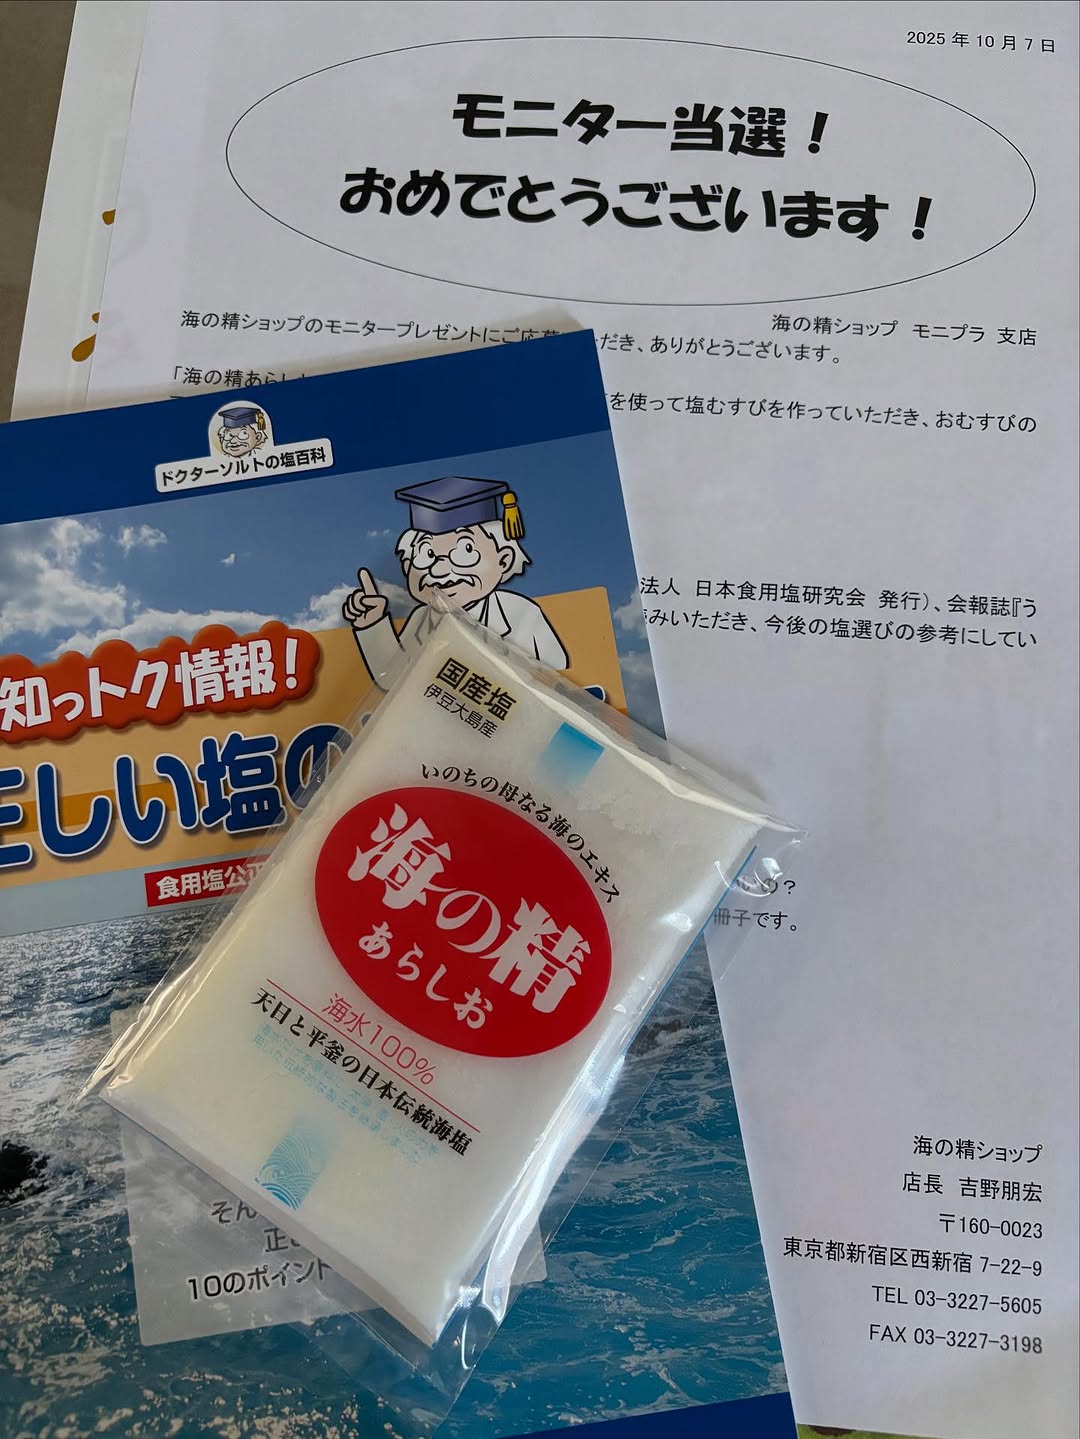 2025 年 10 月 7 日
モニター当選！
おめでとうございます！
海の精ショップ モニプラ 支店
海の精ショップのモニタープレゼントにご応
だき、ありがとうございます。
「海の精あらし
を使って塩むすびを作っていただき、おむすびの
法人 日本食用塩研究会 発行）、会報誌『う
みいただき、今後の塩選びの参考にしてい
？
冊子です。
海の精ショップ
店長 吉野朋宏
〒160-0023
東京都新宿区西新宿 7-22-9
TEL 03-3227-5605
FAX 03-3227-3198
ドクターソルトの塩百科
知っトク情報！
正しい塩の
食用塩公正
そん
正し
10のポイント
国産塩
伊豆大島産
いのちの母なる海のエキス
海の精
あらしお
海水100%
天日と平釜の日本伝統海塩